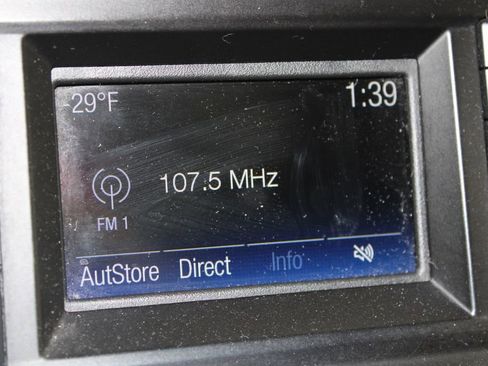 -29°F 1:39
107.5 MHz
FM 1
AutStore Direct Info